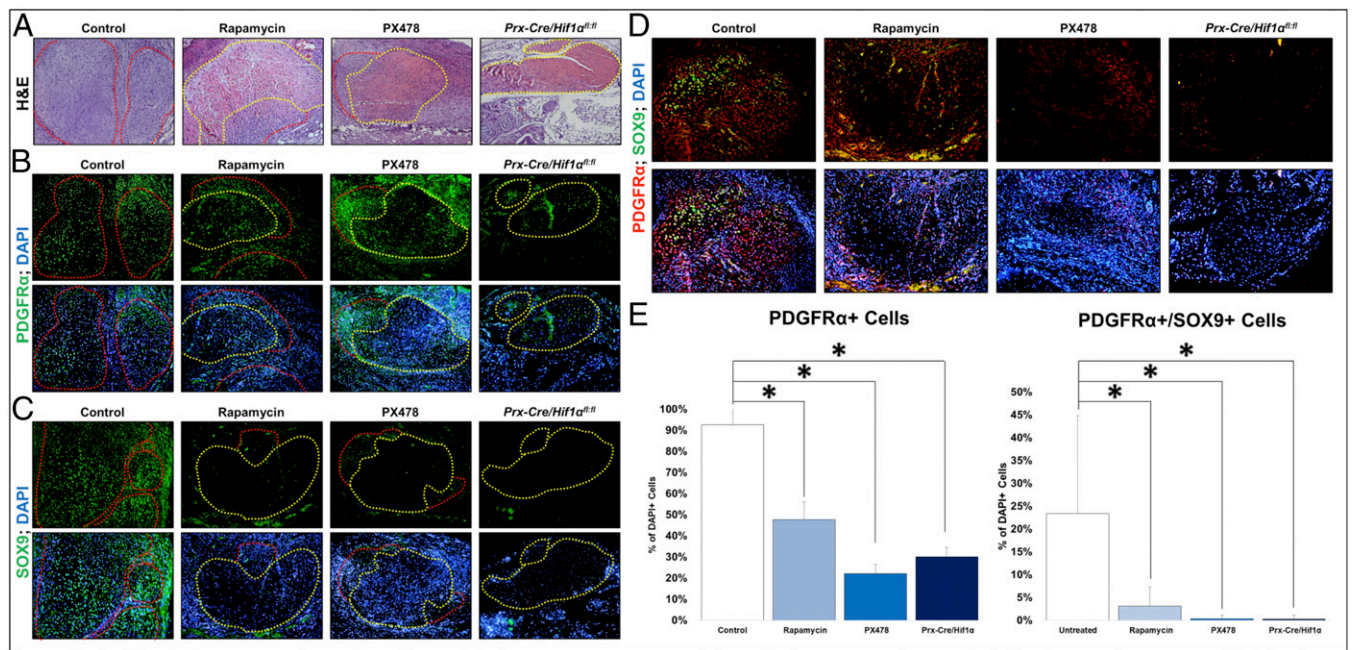 A
Control
Rapamycin
PX478
Prx-Cre/Hif1α^fl:fl
H&E
B
Control
Rapamycin
PX478
Prx-Cre/Hif1α^fl:fl
PDGFRα; DAPI
C
Control
Rapamycin
PX478
Prx-Cre/Hif1α^fl:fl
SOX9; DAPI
D
Control
Rapamycin
PX478
Prx-Cre/Hif1α^fl:fl
PDGFRα; SOX9; DAPI
E
PDGFRα+ Cells
* 
*
*
% of DAPI+ Cells
100%
90%
80%
70%
60%
50%
40%
30%
20%
10%
0%
Control
Rapamycin
PX478
Prx-Cre/Hif1α
PDGFRα+/SOX9+ Cells
*
*
*
% of DAPI+ Cells
50%
45%
40%
35%
30%
25%
20%
15%
10%
5%
0%
Untreated
Rapamycin
PX478
Prx-Cre/Hif1α